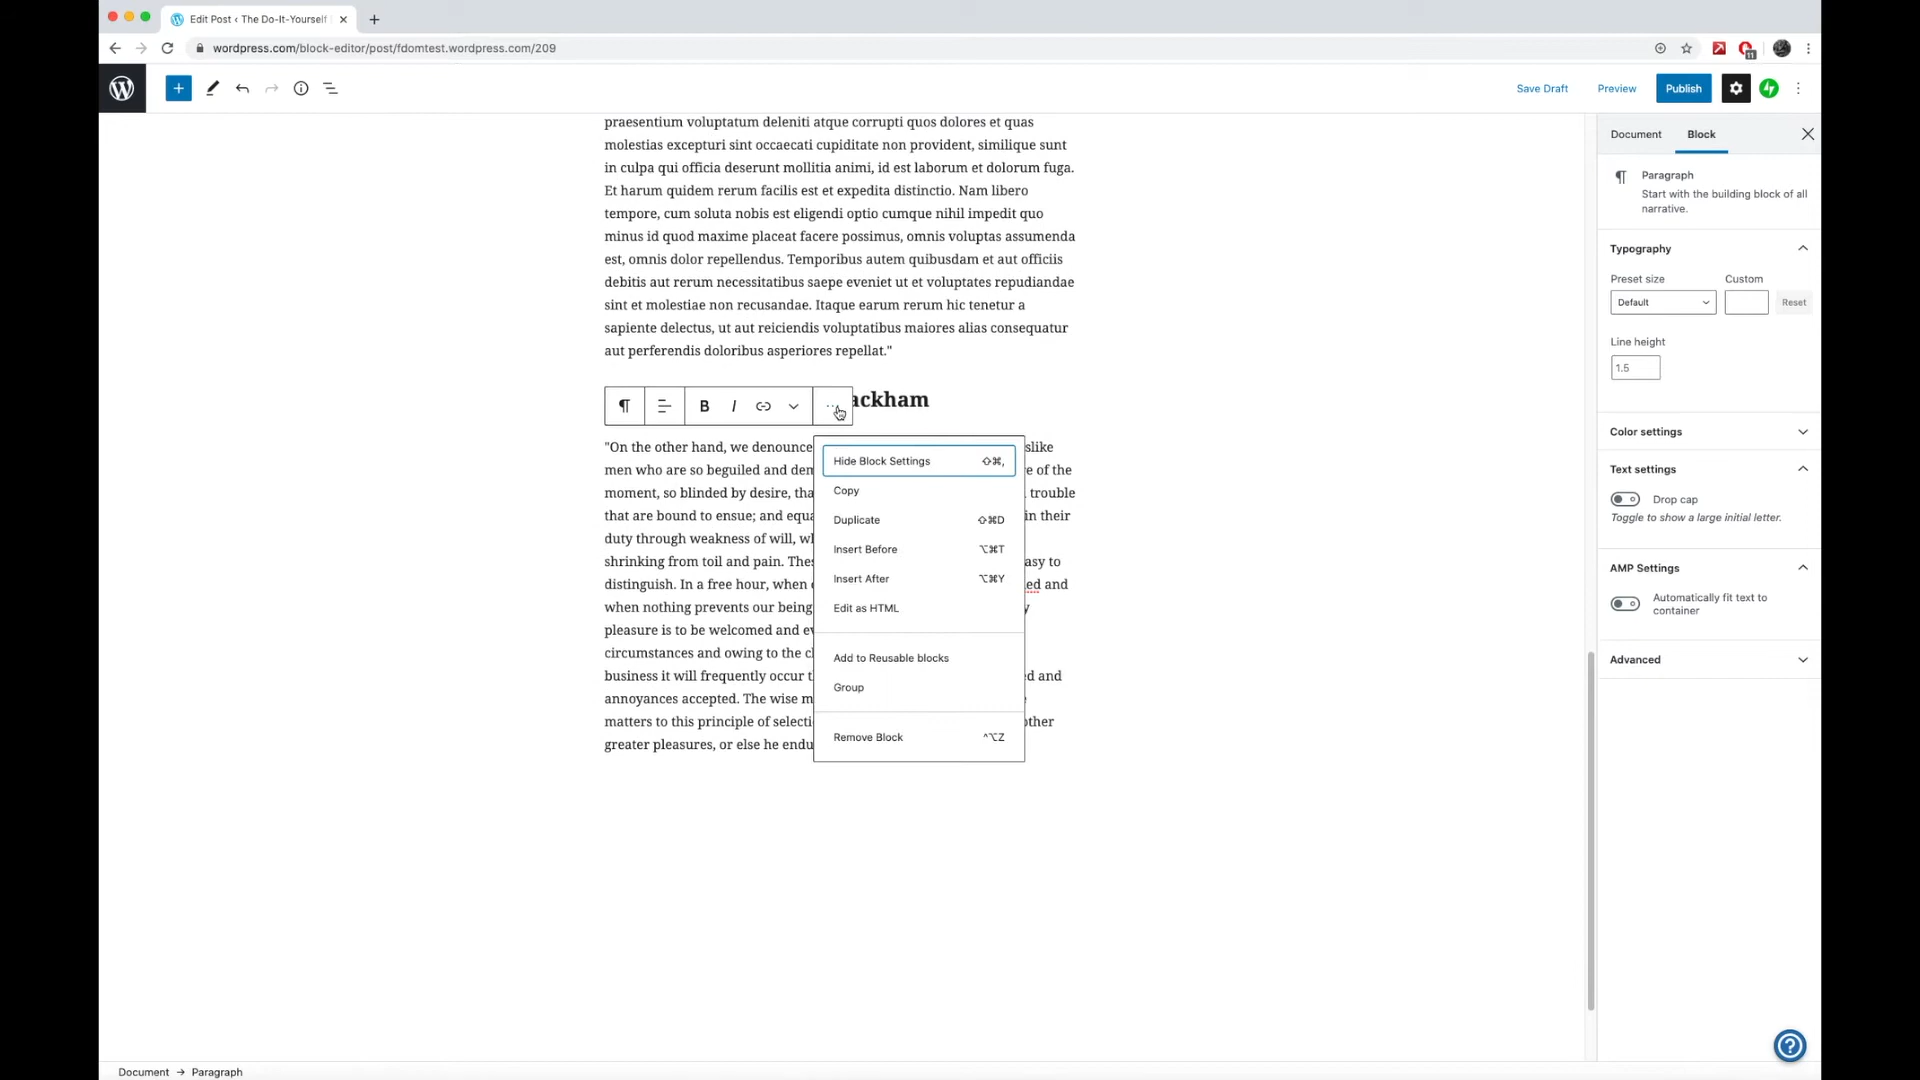 Edit Post ‹ The Do-It-Yourself
wordpress.com/block-editor/post/fdomtest.wordpress.com/209
11
Save Draft
Preview
Publish
praesentium voluptatum deleniti atque corrupti quos dolores et quas
molestias excepturi sint occaecati cupiditate non provident, similique sunt
in culpa qui officia deserunt mollitia animi, id est laborum et dolorum fuga.
Et harum quidem rerum facilis est et expedita distinctio. Nam libero
tempore, cum soluta nobis est eligendi optio cumque nihil impedit quo
minus id quod maxime placeat facere possimus, omnis voluptas assumenda
est, omnis dolor repellendus. Temporibus autem quibusdam et aut officiis
debitis aut rerum necessitatibus saepe eveniet ut et voluptates repudiandae
sint et molestiae non recusandae. Itaque earum rerum hic tenetur a
sapiente delectus, ut aut reiciendis voluptatibus maiores alias consequatur
aut perferendis doloribus asperiores repellat."
B
I
ackham
"On the other hand, we denounce slike
men who are so beguiled and dem e of the
moment, so blinded by desire, tha trouble
that are bound to ensue; and equa in their
duty through weakness of will, w
shrinking from toil and pain. Thes asy to
distinguish. In a free hour, when ed and
when nothing prevents our being y
pleasure is to be welcomed and ev
circumstances and owing to the c
business it will frequently occur t d and
annoyances accepted. The wise m e
matters to this principle of selecti other
greater pleasures, or else he endu
Hide Block Settings ⇧⌘,
Copy
Duplicate ⇧⌘D
Insert Before ⌥⌘T
Insert After ⌥⌘Y
Edit as HTML
Add to Reusable blocks
Group
Remove Block ^⌥Z
Document
Block
Paragraph
Start with the building block of all
narrative.
Typography
Preset size
Custom
Default
Reset
Line height
1.5
Color settings
Text settings
Drop cap
Toggle to show a large initial letter.
AMP Settings
Automatically fit text to
container
Advanced
Document → Paragraph